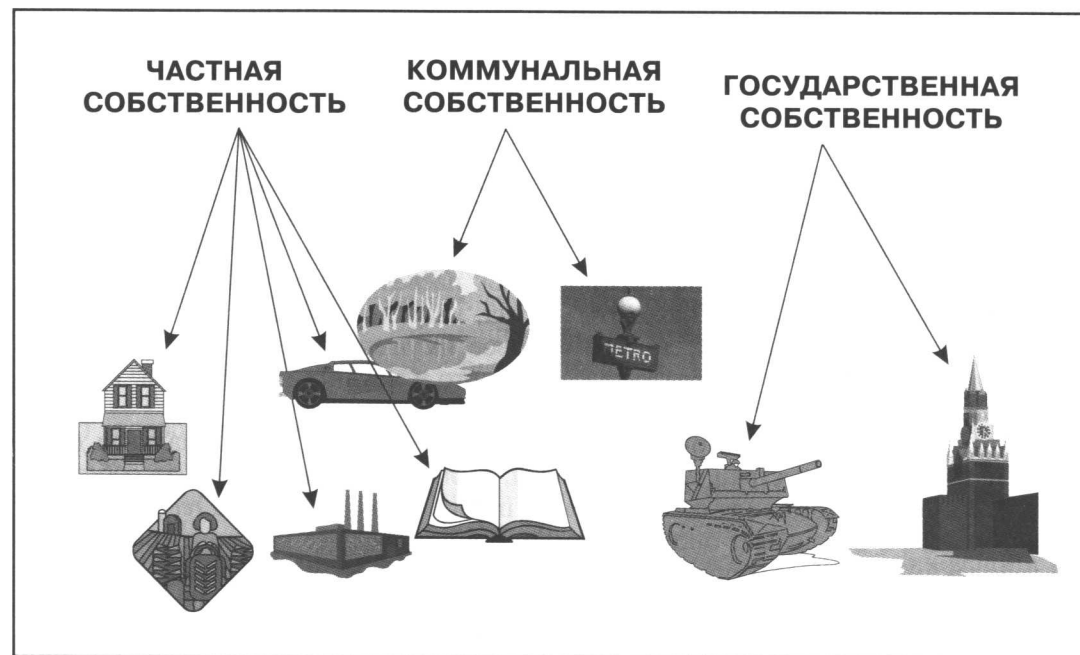 ЧАСТНАЯ
СОБСТВЕННОСТЬ
КОММУНАЛЬНАЯ
СОБСТВЕННОСТЬ
ГОСУДАРСТВЕННАЯ
СОБСТВЕННОСТЬ
METRO